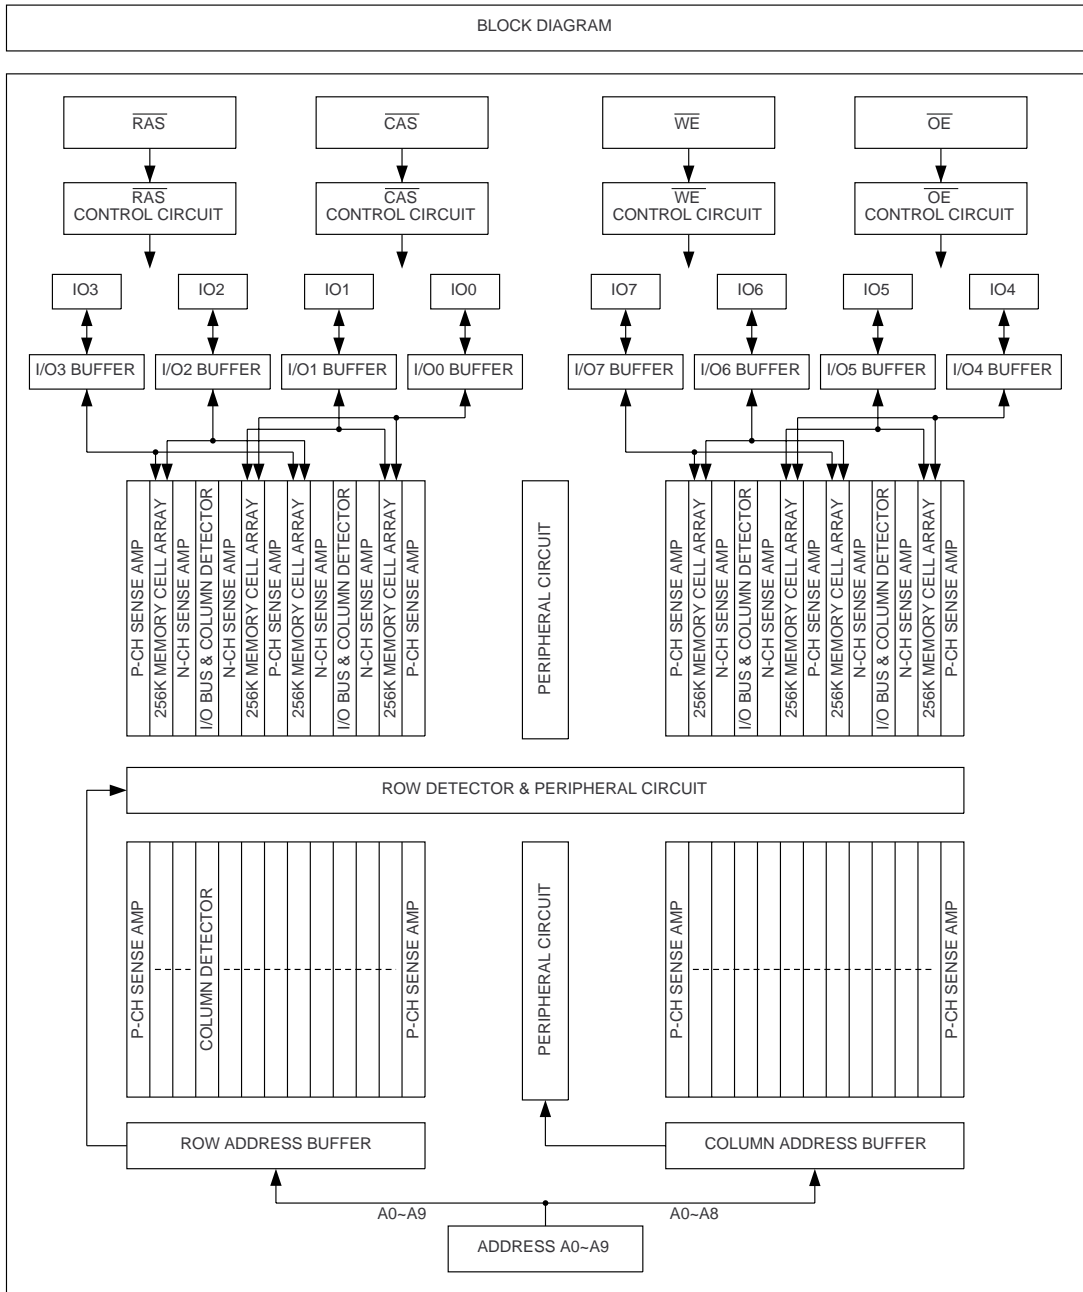 BLOCK DIAGRAM
R̅A̅S̅
C̅A̅S̅
W̅E̅
O̅E̅
R̅A̅S̅
CONTROL CIRCUIT
C̅A̅S̅
CONTROL CIRCUIT
W̅E̅
CONTROL CIRCUIT
O̅E̅
CONTROL CIRCUIT
IO3
IO2
IO1
IO0
IO7
IO6
IO5
IO4
I/O3 BUFFER
I/O2 BUFFER
I/O1 BUFFER
I/O0 BUFFER
I/O7 BUFFER
I/O6 BUFFER
I/O5 BUFFER
I/O4 BUFFER
P-CH SENSE AMP
256K MEMORY CELL ARRAY
N-CH SENSE AMP
I/O BUS & COLUMN DETECTOR
N-CH SENSE AMP
256K MEMORY CELL ARRAY
P-CH SENSE AMP
256K MEMORY CELL ARRAY
N-CH SENSE AMP
I/O BUS & COLUMN DETECTOR
N-CH SENSE AMP
256K MEMORY CELL ARRAY
P-CH SENSE AMP
PERIPHERAL CIRCUIT
P-CH SENSE AMP
256K MEMORY CELL ARRAY
N-CH SENSE AMP
I/O BUS & COLUMN DETECTOR
N-CH SENSE AMP
256K MEMORY CELL ARRAY
P-CH SENSE AMP
256K MEMORY CELL ARRAY
N-CH SENSE AMP
I/O BUS & COLUMN DETECTOR
N-CH SENSE AMP
256K MEMORY CELL ARRAY
P-CH SENSE AMP
ROW DETECTOR & PERIPHERAL CIRCUIT
P-CH SENSE AMP
COLUMN DETECTOR
P-CH SENSE AMP
PERIPHERAL CIRCUIT
P-CH SENSE AMP
P-CH SENSE AMP
ROW ADDRESS BUFFER
COLUMN ADDRESS BUFFER
A0~A9
A0~A8
ADDRESS A0~A9